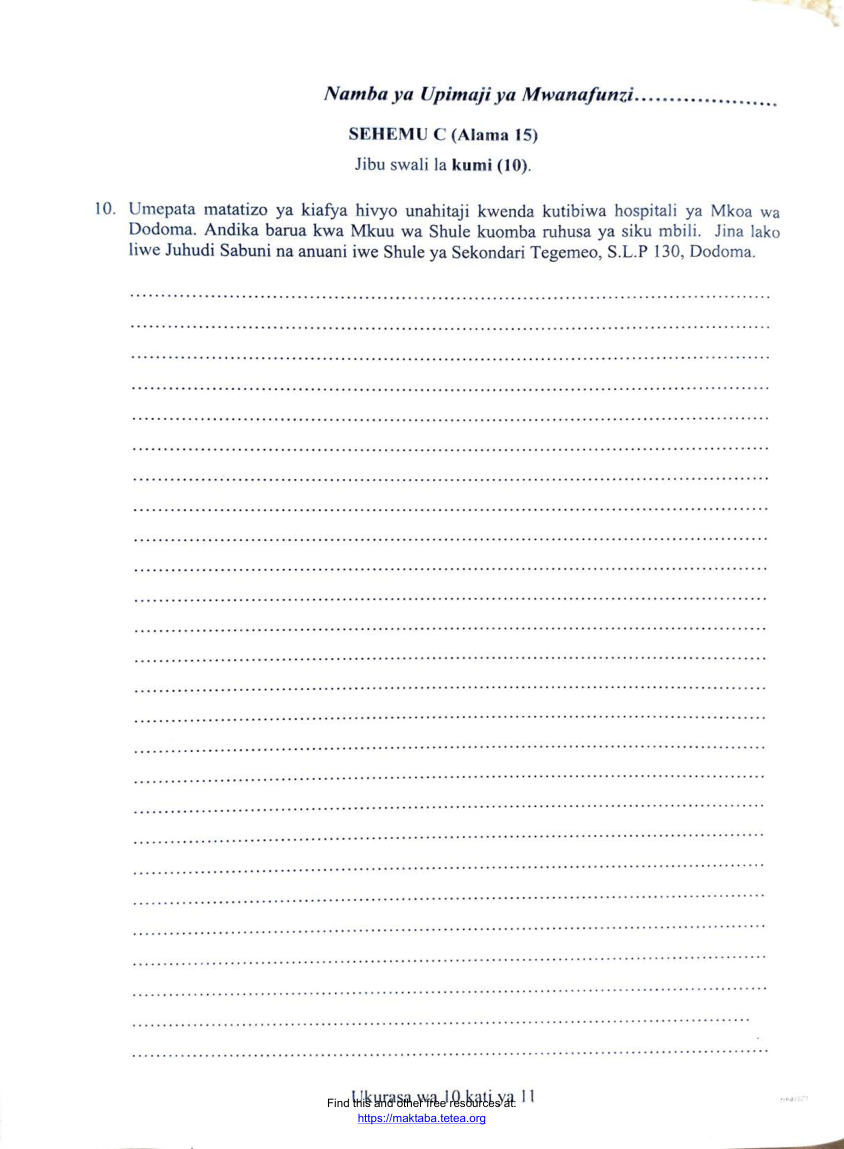 Namba ya Upimaji ya Mwanafunzi.....................
SEHEMU C (Alama 15)
Jibu swali la kumi (10).
10. Umepata matatizo ya kiafya hivyo unahitaji kwenda kutibiwa hospitali ya Mkoa wa
Dodoma. Andika barua kwa Mkuu wa Shule kuomba ruhusa ya siku mbili. Jina lako
liwe Juhudi Sabuni na anuani iwe Shule ya Sekondari Tegemeo, S.L.P 130, Dodoma.
Ukurasa wa 10 kati ya 11
Find this and other free resources at:
https://maktaba.tetea.org